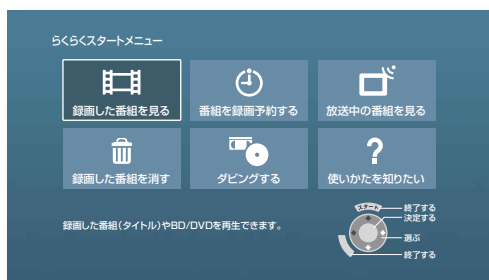 らくらくスタートメニュー
録画した番組を見る
番組を録画予約する
放送中の番組を見る
録画した番組を消す
ダビングする
使いかたを知りたい
録画した番組(タイトル)やBD/DVDを再生できます。
スタート
終了する
決定する
選ぶ
終了する